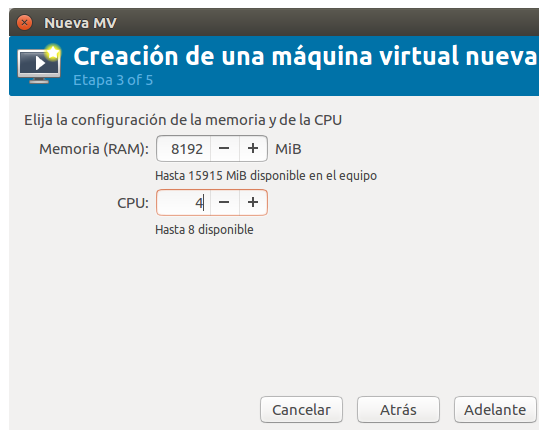 Nueva MV
Creación de una máquina virtual nueva
Etapa 3 of 5
Elija la configuración de la memoria y de la CPU
Memoria (RAM): 8192 − + MiB
Hasta 15915 MiB disponible en el equipo
CPU: 4 − +
Hasta 8 disponible
Cancelar Atrás Adelante